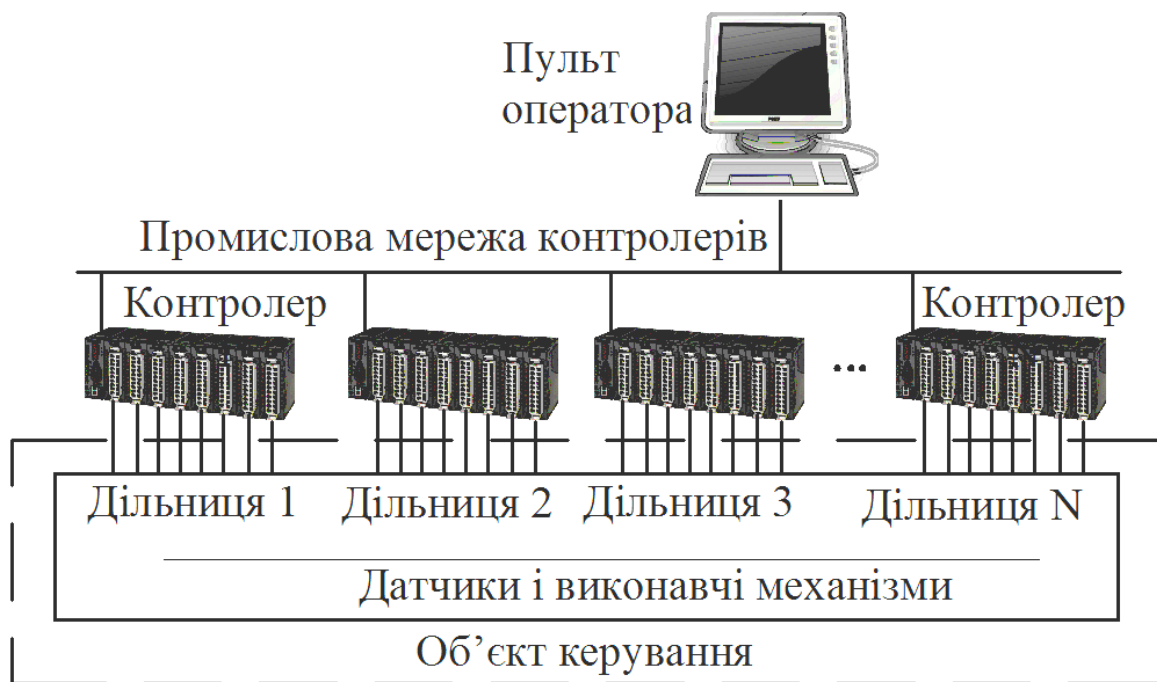 Пульт
оператора
Промислова мережа контролерів
Контролер
Контролер
...
Дільниця 1
Дільниця 2
Дільниця 3
Дільниця N
Датчики і виконавчі механізми
Об’єкт керування